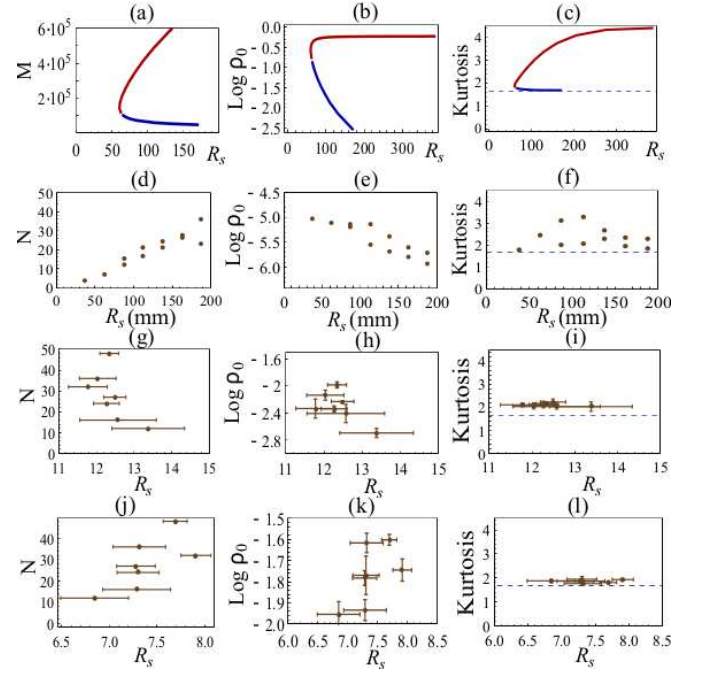 (a) (b) (c)
M 6•10⁵ 4•10⁵ 2•10⁵
0 50 100 150 Rs
Log ρ0 0.0 - 0.5 - 1.0 - 1.5 - 2.0 - 2.5
0 100 200 300 Rs
Kurtosis 4 3 2 1 0
0 100 200 300 Rs
(d) (e) (f)
N 50 40 30 20 10 0
0 50 100 150 200
Rs (mm)
Log ρ0 - 4.5 - 5.0 - 5.5 - 6.0
0 50 100 150 200
Rs (mm)
Kurtosis 4 3 2 1 0
0 50 100 150 200
Rs (mm)
(g) (h) (i)
N 50 40 30 20 10 0
11 12 13 14 15
Rs
Log ρ0 - 1.6 - 2. - 2.4 - 2.8
11 12 13 14 15
Rs
Kurtosis 4 3 2 1 0
11 12 13 14 15
Rs
(j) (k) (l)
N 50 40 30 20 10 0
6.5 7.0 7.5 8.0
Rs
Log ρ0 - 1.5 - 1.6 - 1.7 - 1.8 - 1.9 - 2.0
6.0 6.5 7.0 7.5 8.0 8.5
Rs
Kurtosis 4 3 2 1 0
6.0 6.5 7.0 7.5 8.0 8.5
Rs